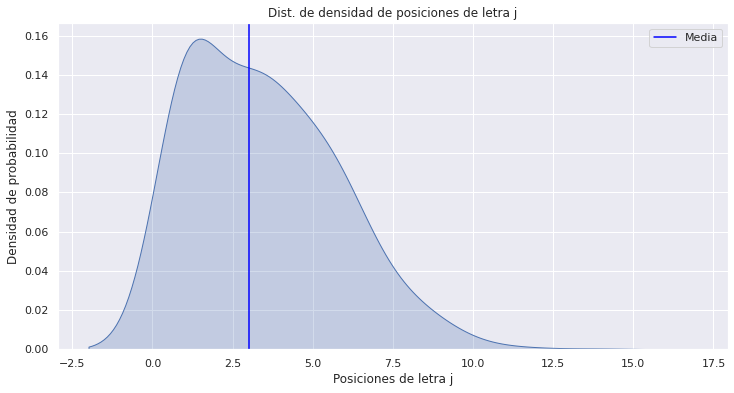 Dist. de densidad de posiciones de letra j
Media
Densidad de probabilidad
0.16
0.14
0.12
0.10
0.08
0.06
0.04
0.02
0.00
−2.5 0.0 2.5 5.0 7.5 10.0 12.5 15.0 17.5
Posiciones de letra j